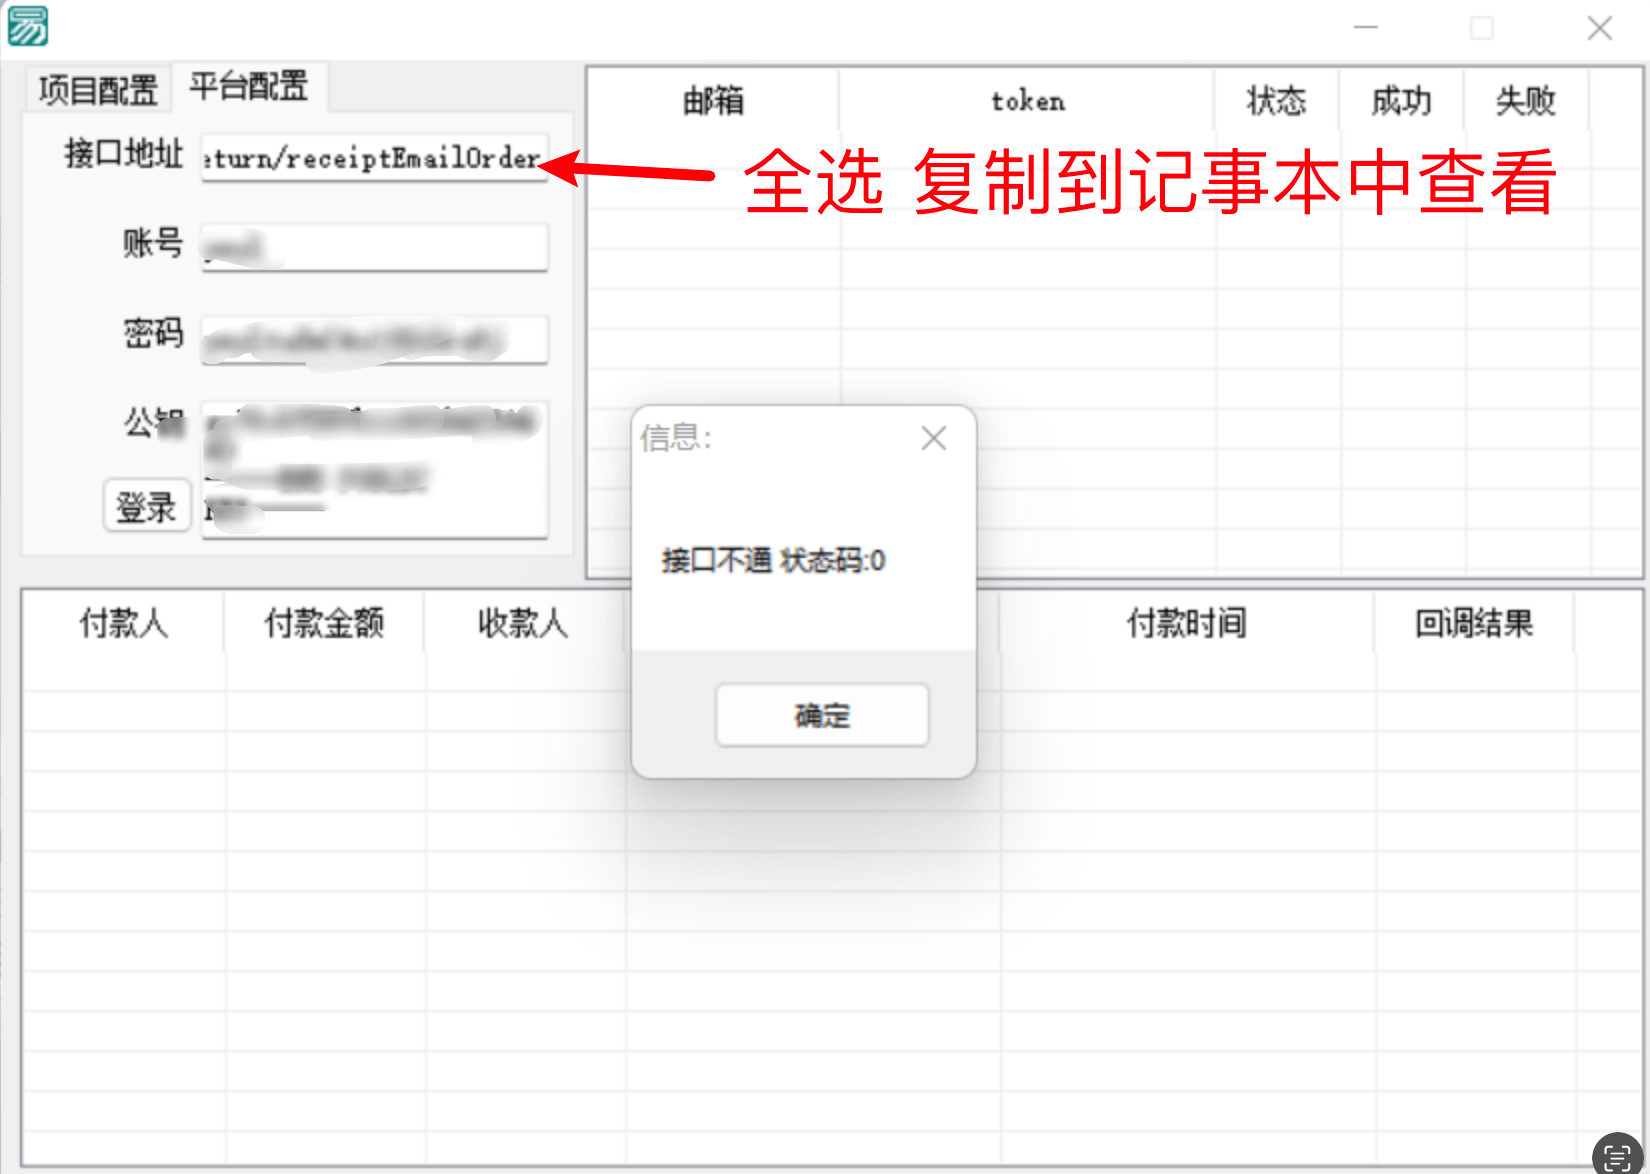 易
项目配置 平台配置
接口地址 eturn/receiptEmailOrder
账号
密码
公钥
登录
邮箱 token 状态 成功 失败
全选 复制到记事本中查看
信息:
接口不通 状态码:0
确定
付款人 付款金额 收款人 付款时间 回调结果